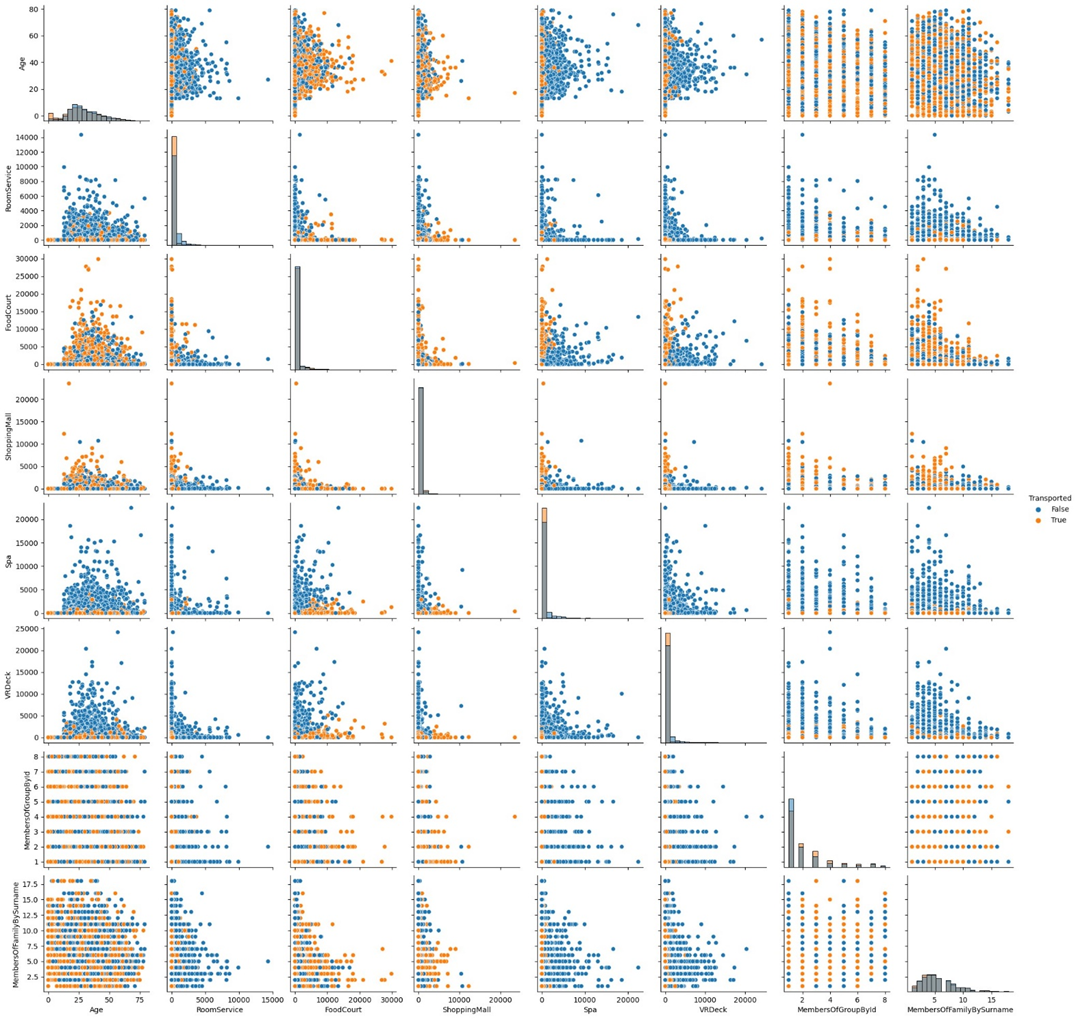 80
60
40
20
0
Age
14000
12000
10000
8000
6000
4000
2000
0
RoomService
30000
25000
20000
15000
10000
5000
0
FoodCourt
20000
15000
10000
5000
0
ShoppingMall
20000
15000
10000
5000
0
Spa
25000
20000
15000
10000
5000
0
VRDeck
8
7
6
5
4
3
2
1
MembersOfGroupById
17.5
15.0
12.5
10.0
7.5
5.0
2.5
MembersOfFamilyBySurname
0 25 50 75
Age
0 5000 10000 15000
RoomService
0 10000 20000 30000
FoodCourt
0 10000 20000
ShoppingMall
0 10000 20000
Spa
0 10000 20000
VRDeck
2 4 6 8
MembersOfGroupById
5 10 15
MembersOfFamilyBySurname
Transported
False
True